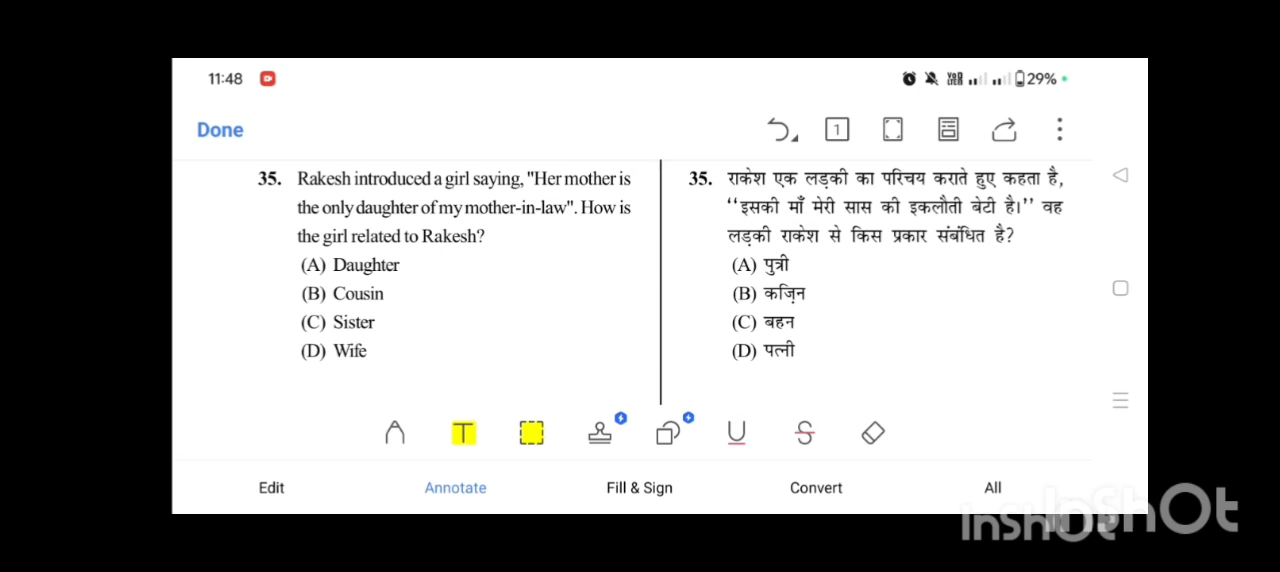 11:48
29%
Done
1
35. Rakesh introduced a girl saying, "Her mother is
the only daughter of my mother-in-law". How is
the girl related to Rakesh?
(A) Daughter
(B) Cousin
(C) Sister
(D) Wife
35. राकेश एक लड़की का परिचय कराते हुए कहता है,
‘‘इसकी माँ मेरी सास की इकलौती बेटी है।’’ वह
लड़की राकेश से किस प्रकार संबंधित है?
(A) पुत्री
(B) कज़िन
(C) बहन
(D) पत्नी
T U S
Edit Annotate Fill & Sign Convert All
InShOt